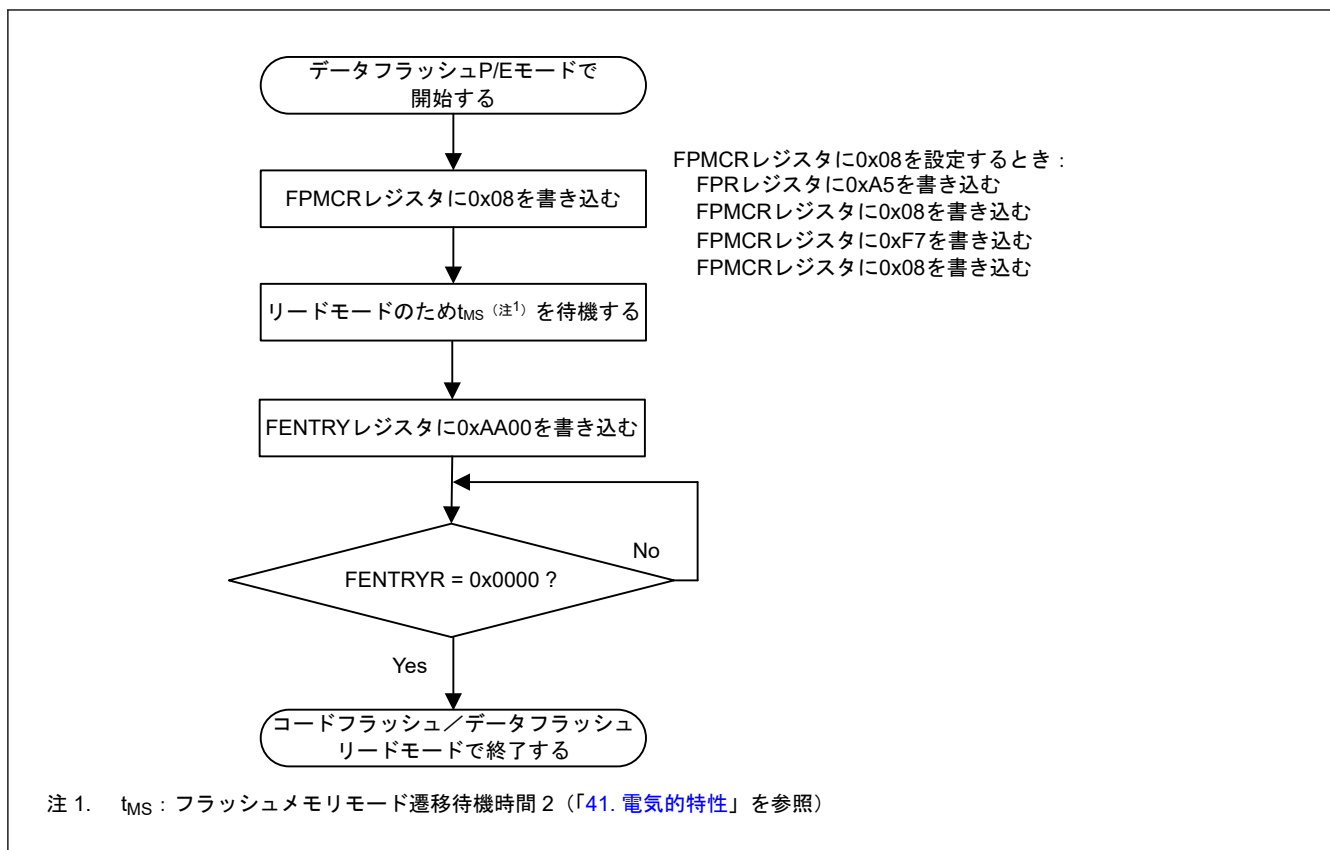 データフラッシュP/Eモードで
開始する
FPMCRレジスタに0x08を書き込む
FPMCRレジスタに0x08を設定するとき：
FPRレジスタに0xA5を書き込む
FPMCRレジスタに0x08を書き込む
FPMCRレジスタに0xF7を書き込む
FPMCRレジスタに0x08を書き込む
リードモードのためtMS（注1）を待機する
FENTRYレジスタに0xAA00を書き込む
No
FENTRYR = 0x0000 ?
Yes
コードフラッシュ／データフラッシュ
リードモードで終了する
注 1. tMS：フラッシュメモリモード遷移待機時間 2（「41. 電気的特性」を参照）